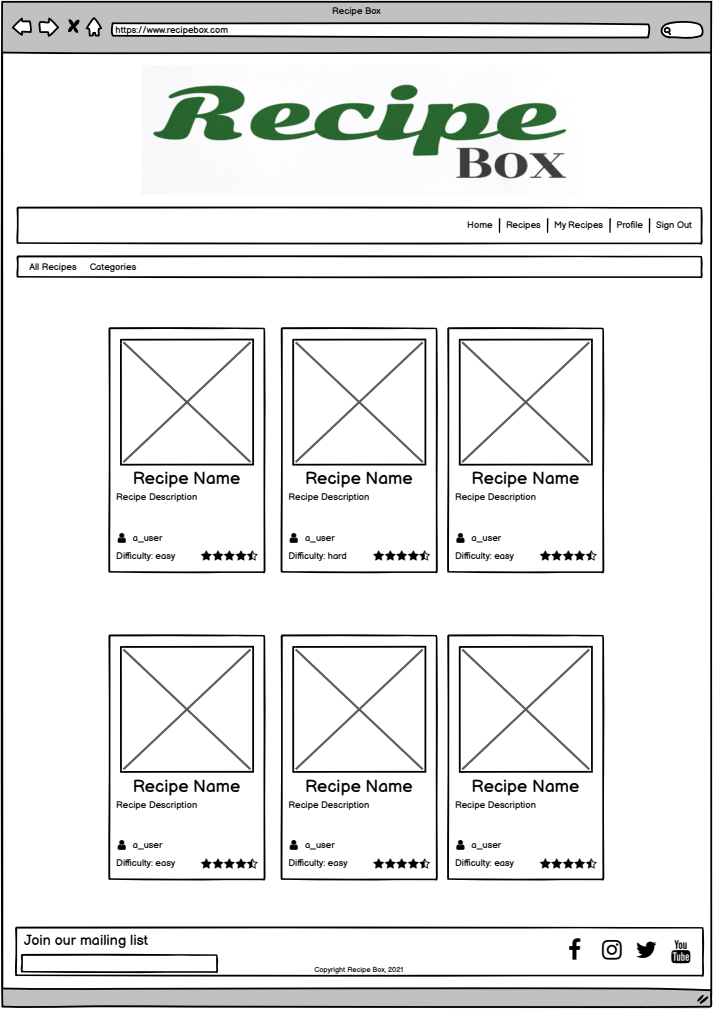 Recipe Box
https://www.recipebox.com
Recipe
Box
Home Recipes My Recipes Profile Sign Out
All Recipes Categories
Recipe Name Recipe Name Recipe Name
Recipe Description Recipe Description Recipe Description
a_user a_user a_user
Difficulty: easy Difficulty: hard Difficulty: easy
Recipe Name Recipe Name Recipe Name
Recipe Description Recipe Description Recipe Description
a_user a_user a_user
Difficulty: easy Difficulty: easy Difficulty: easy
Join our mailing list
You
Tube
Copyright Recipe Box, 2021